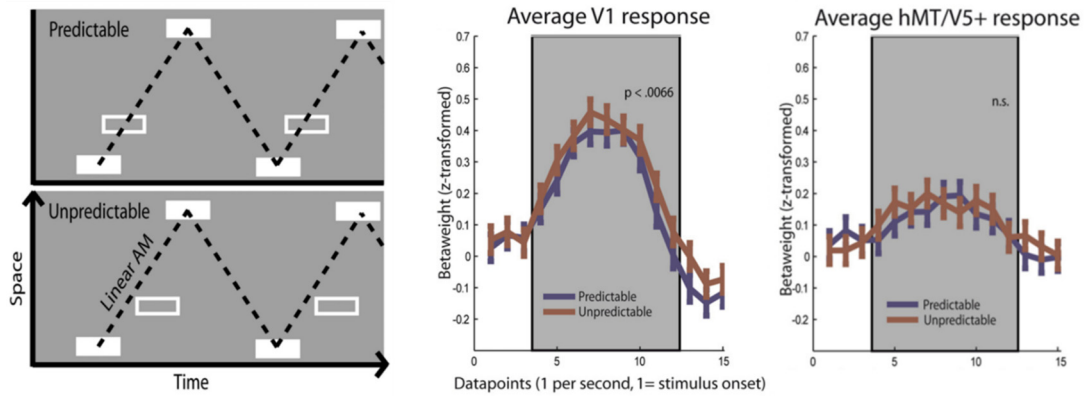 Predictable
Unpredictable
Linear AM
Space
Time
Average V1 response
0.7
0.6
0.5
0.4
0.3
0.2
0.1
0
-0.1
-0.2
Betaweight (z-transformed)
p < .0066
Predictable
Unpredictable
0 5 10 15
Datapoints (1 per second, 1= stimulus onset)
Average hMT/V5+ response
0.7
0.6
0.5
0.4
0.3
0.2
0.1
0
-0.1
-0.2
Betaweight (z-transformed)
n.s.
Predictable
Unpredictable
0 5 10 15